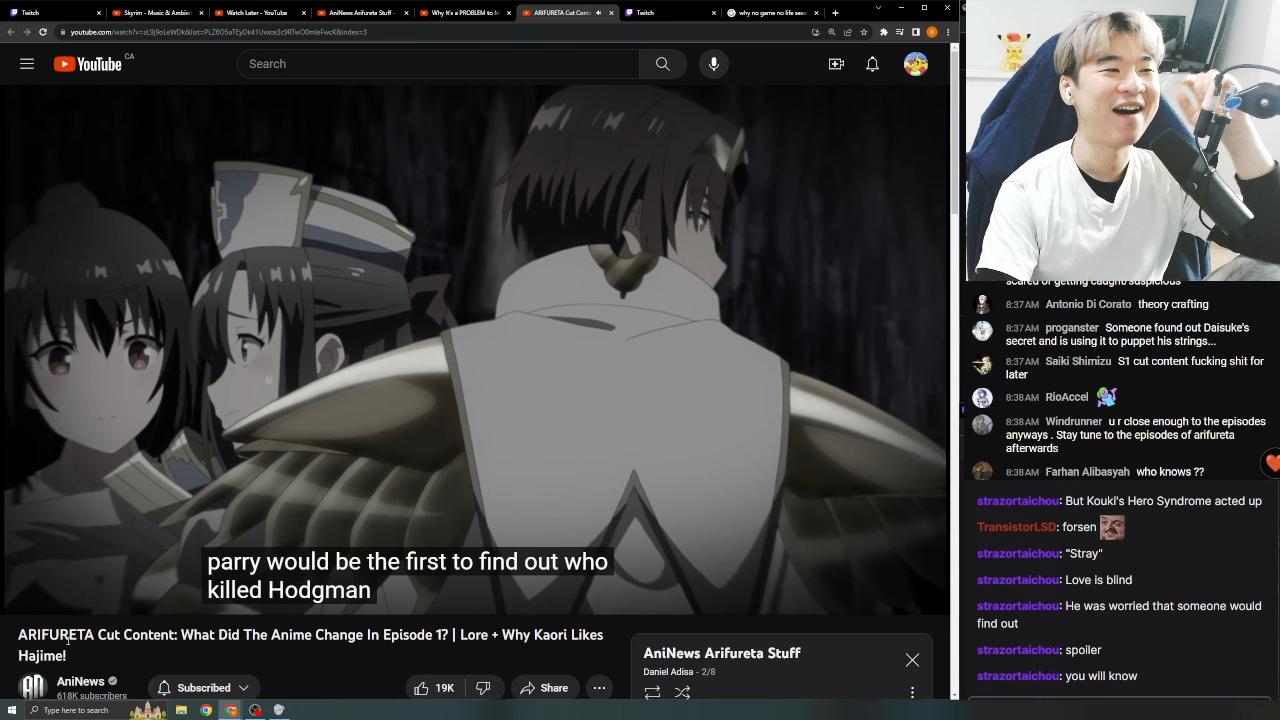 Twitch
Skyrim - Music & Ambien
Watch Later - YouTube
AniNews Arifureta Stuff -
Why It's a PROBLEM to M
ARIFURETA Cut Conte
Twitch
why no game no life seas
youtube.com/watch?v=sL9j9oLeWDk&list=PLZ8O5aTEyDk41Uvxce3c9RTwO0mIeFwcK&index=3
YouTube CA
Search
scared of getting caught/suspicious
8:37 AM Antonio Di Corato theory crafting
8:37 AM proganster Someone found out Daisuke's
secret and is using it to puppet his strings...
8:37 AM Saiki Shimizu S1 cut content fucking shit for
later
8:38 AM RioAccel
8:38 AM Windrunner u r close enough to the episodes
anyways . Stay tune to the episodes of arifureta
afterwards
8:38 AM Farhan Alibasyah who knows ??
strazortaichou: But Kouki's Hero Syndrome acted up
TransistorLSD: forsen
strazortaichou: "Stray"
strazortaichou: Love is blind
strazortaichou: He was worried that someone would
find out
strazortaichou: spoiler
strazortaichou: you will know
parry would be the first to find out who
killed Hodgman
ARIFURETA Cut Content: What Did The Anime Change In Episode 1? | Lore + Why Kaori Likes
Hajime!
AniNews
618K subscribers
Subscribed
19K
Share
AniNews Arifureta Stuff
Daniel Adisa - 2/8
Type here to search